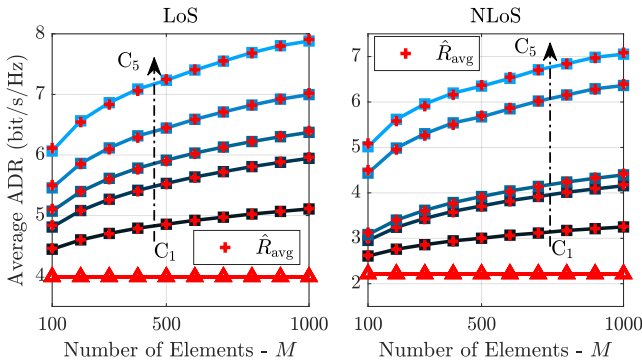 LoS
NLoS
Average ADR (bit/s/Hz)
8
7
6
5
4
C₅
C₁
R̂avg
100
500
1000
Number of Elements - M
7
6
5
4
3
2
R̂avg
C₅
C₁
100
500
1000
Number of Elements - M